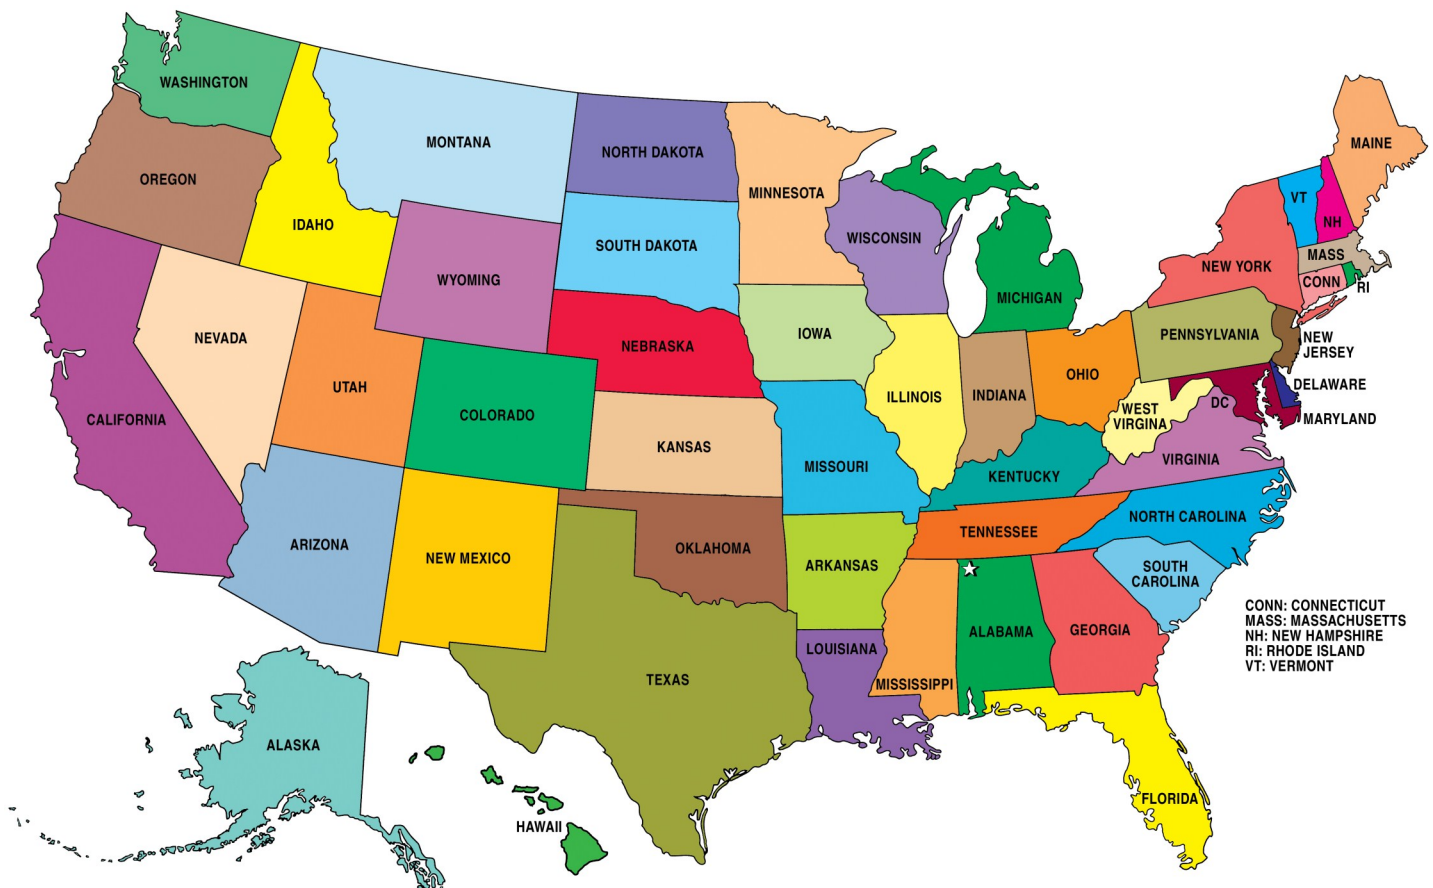 WASHINGTON
OREGON
CALIFORNIA
NEVADA
IDAHO
MONTANA
WYOMING
UTAH
ARIZONA
COLORADO
NEW MEXICO
NORTH DAKOTA
SOUTH DAKOTA
NEBRASKA
KANSAS
OKLAHOMA
TEXAS
MINNESOTA
IOWA
MISSOURI
ARKANSAS
LOUISIANA
WISCONSIN
ILLINOIS
MICHIGAN
INDIANA
OHIO
KENTUCKY
TENNESSEE
MISSISSIPPI
ALABAMA
GEORGIA
FLORIDA
SOUTH
CAROLINA
NORTH CAROLINA
VIRGINIA
WEST
VIRGINA
DC
MARYLAND
DELAWARE
NEW
JERSEY
PENNSYLVANIA
NEW YORK
CONN
RI
MASS
VT
NH
MAINE
ALASKA
HAWAII
CONN: CONNECTICUT
MASS: MASSACHUSETTS
NH: NEW HAMPSHIRE
RI: RHODE ISLAND
VT: VERMONT